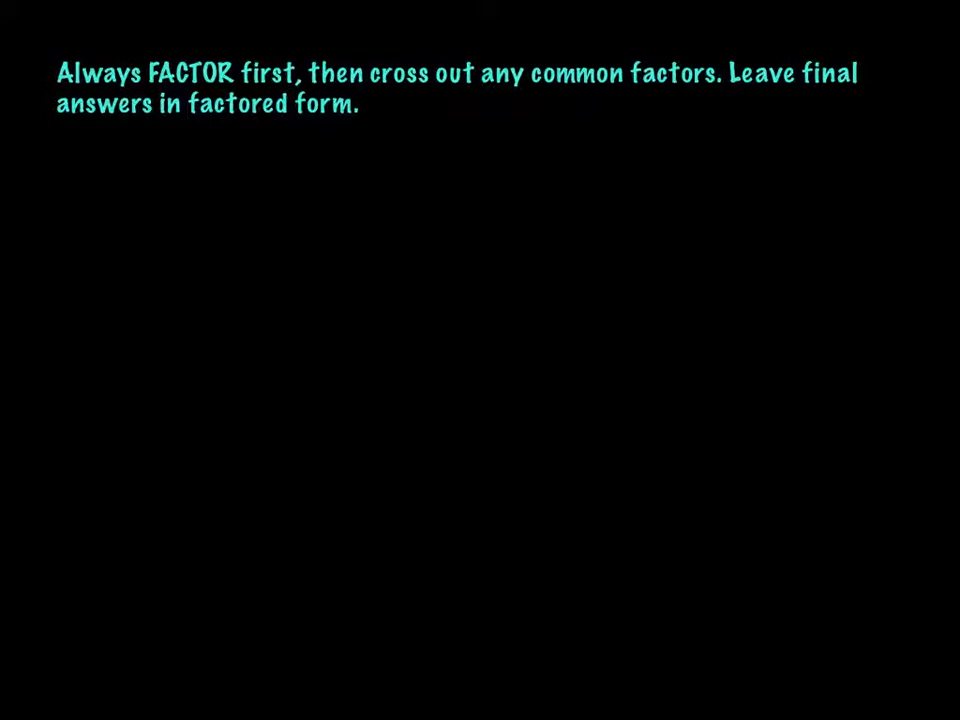 Always FACTOR first, then cross out any common factors. Leave final
answers in factored form.